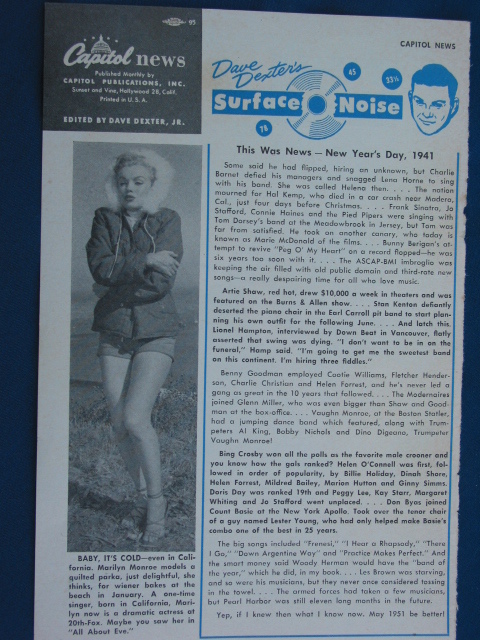 95
Capitol news
Published Monthly by
CAPITOL PUBLICATIONS, INC.
Sunset and Vine, Hollywood 28, Calif.
Printed in U. S. A.
EDITED BY DAVE DEXTER, JR.
CAPITOL NEWS
Dave Dexter's
Surface Noise
45
33⅓
78
This Was News — New Year's Day, 1941
Some said he had flipped, hiring an unknown, but Charlie
Barnet defied his managers and snagged Lena Horne to sing
with his band. She was called Helena then. . . . The nation
mourned for Hal Kemp, who died in a car crash near Madera,
Cal., just four days before Christmas. . . . Frank Sinatra, Jo
Stafford, Connie Haines and the Pied Pipers were singing with
Tom Dorsey's band at the Meadowbrook in Jersey, but Tom was
far from satisfied. He took on another canary, who today is
known as Marie McDonald of the films. . . . Bunny Berigan's at-
tempt to revive "Peg O' My Heart" on a record flopped—he was
six years too soon with it. . . . The ASCAP-BMI imbroglio was
keeping the air filled with old public domain and third-rate new
songs—a really despairing time for all who love music.
Artie Shaw, red hot, drew $10,000 a week in theaters and was
featured on the Burns & Allen show. . . . Stan Kenton defiantly
deserted the piano chair in the Earl Carroll pit band to start plan-
ning his own outfit for the following June. . . . And latch this.
Lionel Hampton, interviewed by Down Beat in Vancouver, flatly
asserted that swing was dying. "I don't want to be in on the
funeral," Hamp said. "I'm going to get me the sweetest band
on this continent. I'm hiring three fiddles."
Benny Goodman employed Cootie Williams, Fletcher Hender-
son, Charlie Christian and Helen Forrest, and he's never led a
gang as great in the 10 years that followed. . . . The Modernaires
joined Glenn Miller, who was even bigger than Shaw and Good-
man at the box-office. . . . Vaughn Monroe, at the Boston Statler,
had a jumping dance band which featured, along with Trum-
peters Al King, Bobby Nichols and Dino Digeano, Trumpeter
Vaughn Monroe!
Bing Crosby won all the polls as the favorite male crooner and
you know how the gals ranked? Helen O'Connell was first, fol-
lowed in order of popularity, by Billie Holiday, Dinah Shore,
Helen Forrest, Mildred Bailey, Marion Hutton and Ginny Simms.
Doris Day was ranked 19th and Peggy Lee, Kay Starr, Margaret
Whiting and Jo Stafford went unplaced. . . . Don Byas joined
Count Basie at the New York Apollo. Took over the tenor chair
of a guy named Lester Young, who had only helped make Basie's
combo one of the best in 25 years.
The big songs included "Frenesi," "I Hear a Rhapsody," "There
I Go," "Down Argentine Way" and "Practice Makes Perfect." And
the smart money said Woody Herman would have the "band of
the year," which he did, in my book. . . . Les Brown was starving,
and so were his musicians, but they never once considered tossing
in the towel. . . . The armed forces had taken a few musicians,
but Pearl Harbor was still eleven long months in the future.
Yep, if I knew then what I know now. May 1951 be better!
BABY, IT'S COLD—even in Cali-
fornia. Marilyn Monroe models a
quilted parka, just delightful, she
thinks, for wiener bakes at the
beach in January. A one-time
singer, born in California, Mari-
lyn now is a dramatic actress at
20th-Fox. Maybe you saw her in
"All About Eve."